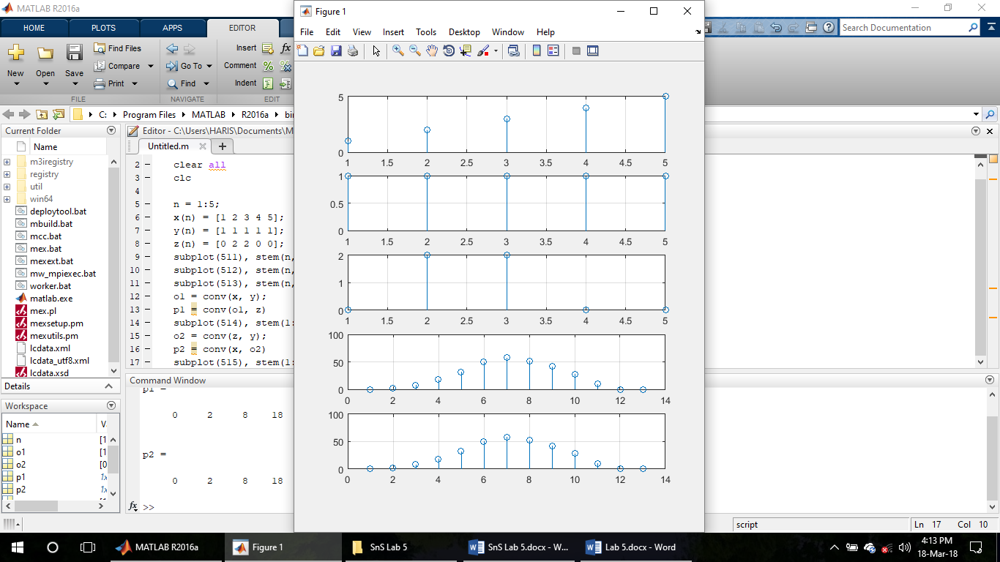 MATLAB R2016a
HOME PLOTS APPS EDITOR
Search Documentation
New Open Save Find Files Compare Print
Go To Find
Insert fx
Comment
Indent
FILE NAVIGATE EDIT
C: Program Files MATLAB R2016a
Current Folder
Name
m3iregistry
registry
util
win64
deploytool.bat
mbuild.bat
mcc.bat
mex.bat
mexext.bat
mw_mpiexec.bat
worker.bat
matlab.exe
mex.pl
mexsetup.pm
mexutils.pm
lcdata.xml
lcdata_utf8.xml
lcdata.xsd
Details
Workspace
Name
n [1
o1 [1
o2 [0
p1 1x
p2 1x
Editor - C:\Users\HARIS\Documents\M
Untitled.m
2 clear all
3 clc
4
5 n = 1:5;
6 x(n) = [1 2 3 4 5];
7 y(n) = [1 1 1 1 1];
8 z(n) = [0 2 2 0 0];
9 subplot(511), stem(n,
10 subplot(512), stem(n,
11 subplot(513), stem(n,
12 o1 = conv(x, y);
13 p1 = conv(o1, z)
14 subplot(514), stem(1:
15 o2 = conv(z, y);
16 p2 = conv(x, o2)
17 subplot(515), stem(1:
Command Window
p1 =
0 2 8 18
p2 =
0 2 8 18
fx >>
Figure 1
File Edit View Insert Tools Desktop Window Help
5
0
1 1.5 2 2.5 3 3.5 4 4.5 5
1
0.5
0
1 1.5 2 2.5 3 3.5 4 4.5 5
2
1
0
1 1.5 2 2.5 3 3.5 4 4.5 5
100
50
0
0 2 4 6 8 10 12 14
100
50
0
0 2 4 6 8 10 12 14
script Ln 17 Col 10
MATLAB R2016a Figure 1 SnS Lab 5 SnS Lab 5.docx - W... Lab 5.docx - Word
4:13 PM
18-Mar-18